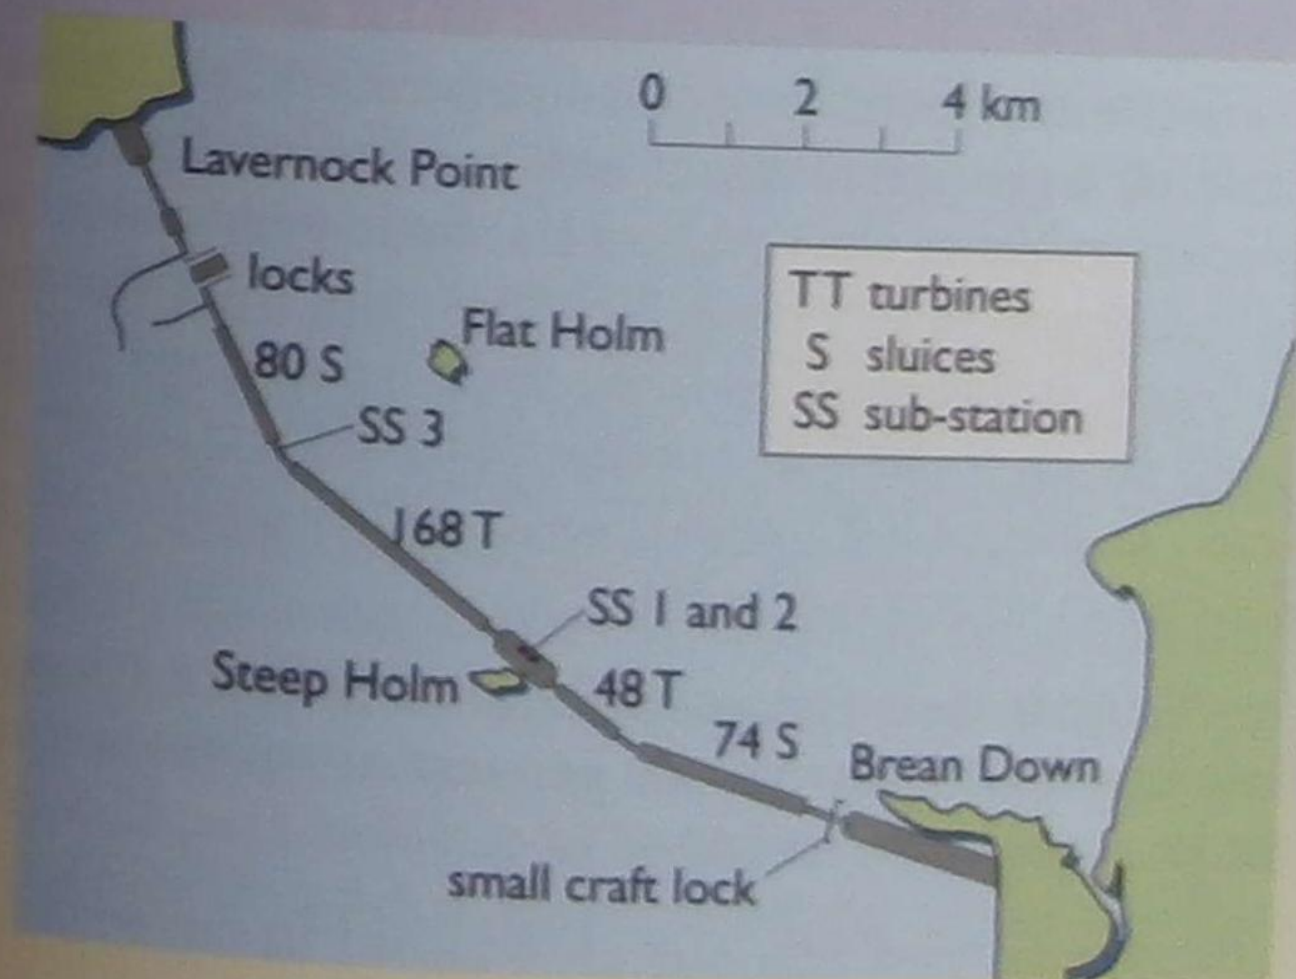 0 2 4 km
Lavernock Point
locks
Flat Holm
TT turbines
S sluices
SS sub-station
80 S
SS 3
168 T
SS 1 and 2
Steep Holm
48 T
74 S
Brean Down
small craft lock